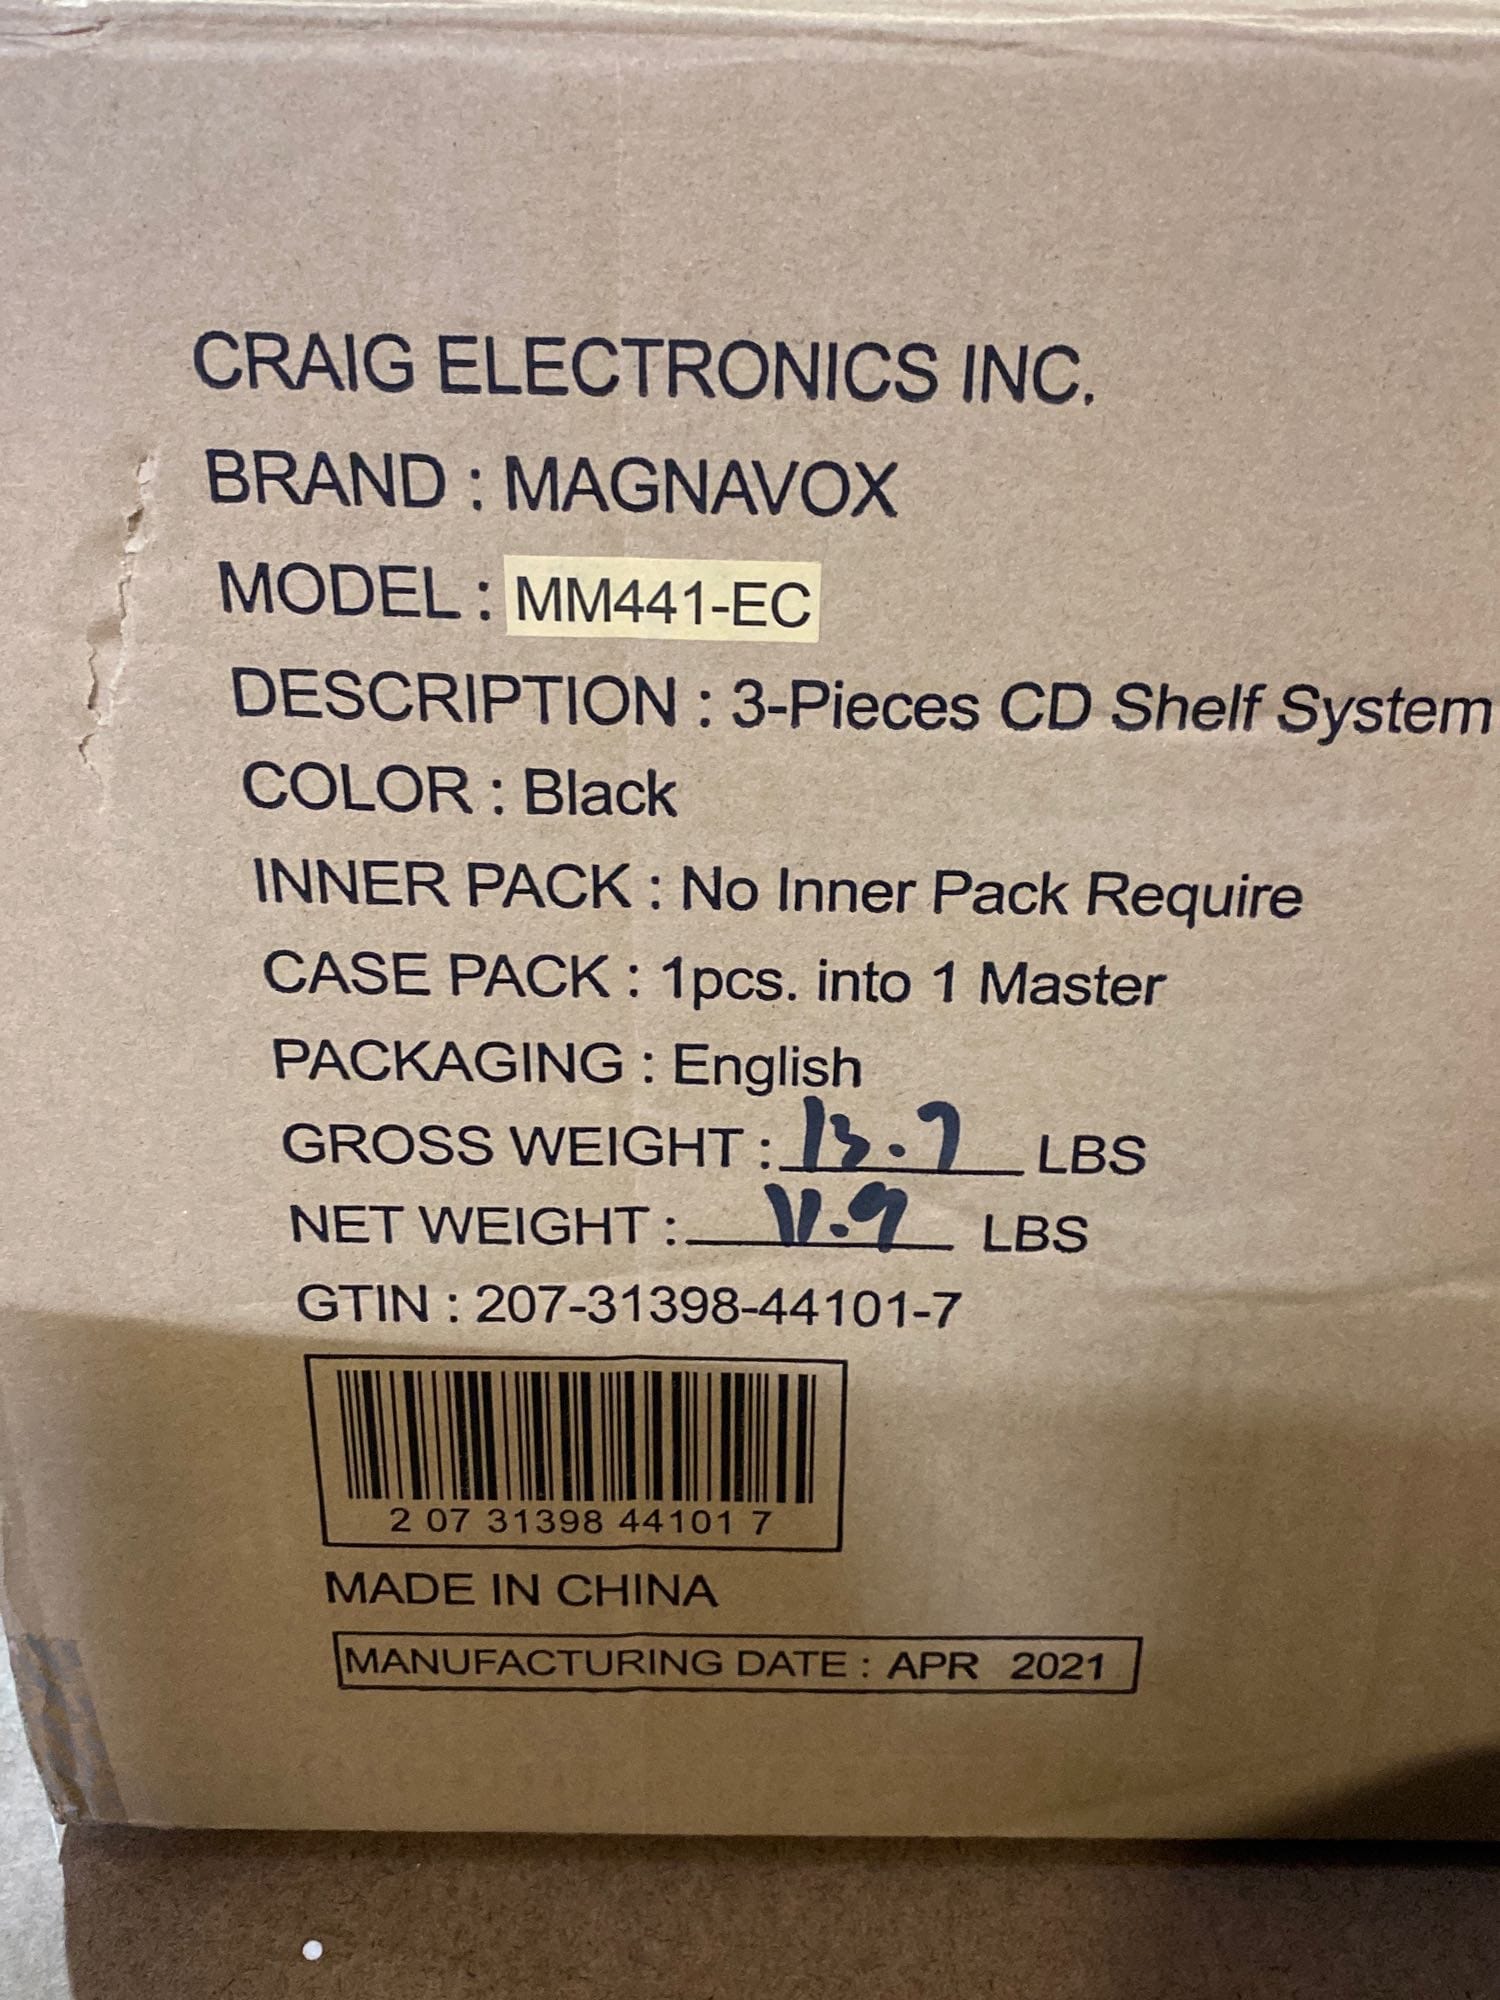 CRAIG ELECTRONICS INC.
BRAND : MAGNAVOX
MODEL : MM441-EC
DESCRIPTION : 3-Pieces CD Shelf System
COLOR : Black
INNER PACK : No Inner Pack Require
CASE PACK : 1pcs. into 1 Master
PACKAGING : English
GROSS WEIGHT : 13.7 LBS
NET WEIGHT : 11.9 LBS
GTIN : 207-31398-44101-7
2 07 31398 44101 7
MADE IN CHINA
MANUFACTURING DATE : APR 2021